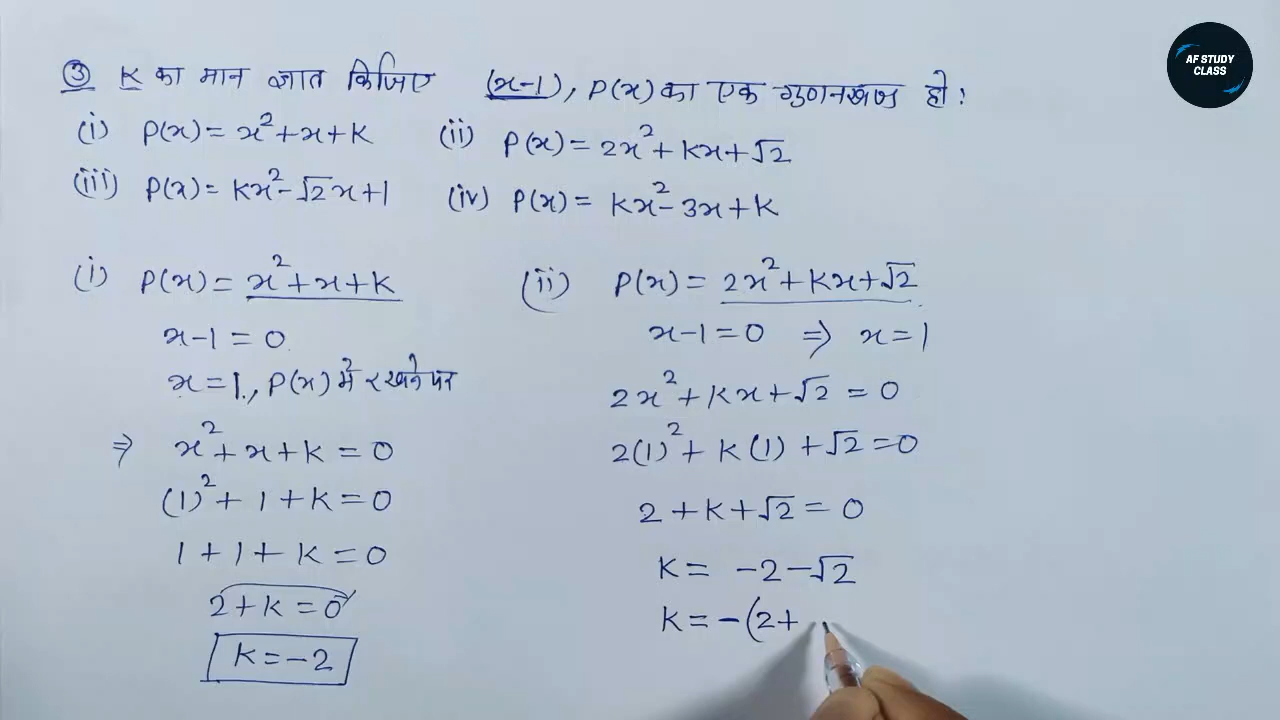 ③ K का मान ज्ञात किजिए (x-1), P(x) का एक गुणनखण्ड हो :
(i) P(x) = x² + x + K (ii) P(x) = 2x² + Kx + √2
(iii) P(x) = Kx² - √2x + 1 (iv) P(x) = Kx² - 3x + K
(i) P(x) = x² + x + K
x - 1 = 0
x = 1, P(x) में रखने पर
⇒ x² + x + K = 0
(1)² + 1 + K = 0
1 + 1 + K = 0
2 + K = 0
K = -2
(ii) P(x) = 2x² + Kx + √2
x - 1 = 0 ⇒ x = 1
2x² + Kx + √2 = 0
2(1)² + K(1) + √2 = 0
2 + K + √2 = 0
K = -2 - √2
K = -(2 +
AF STUDY
CLASS